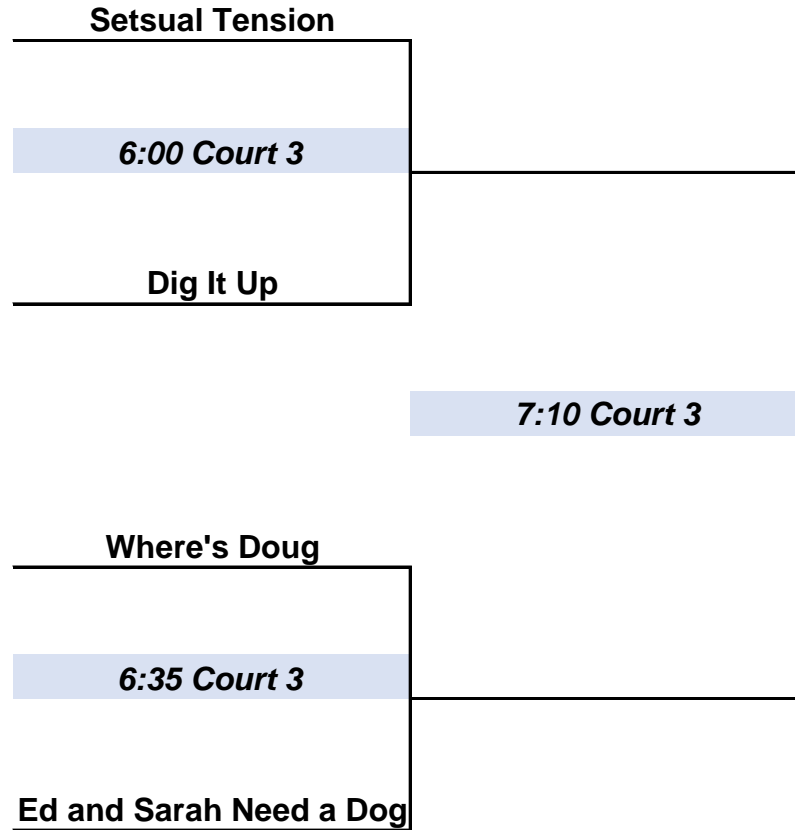 Setsual Tension
6:00 Court 3
Dig It Up
7:10 Court 3
Where's Doug
6:35 Court 3
Ed and Sarah Need a Dog